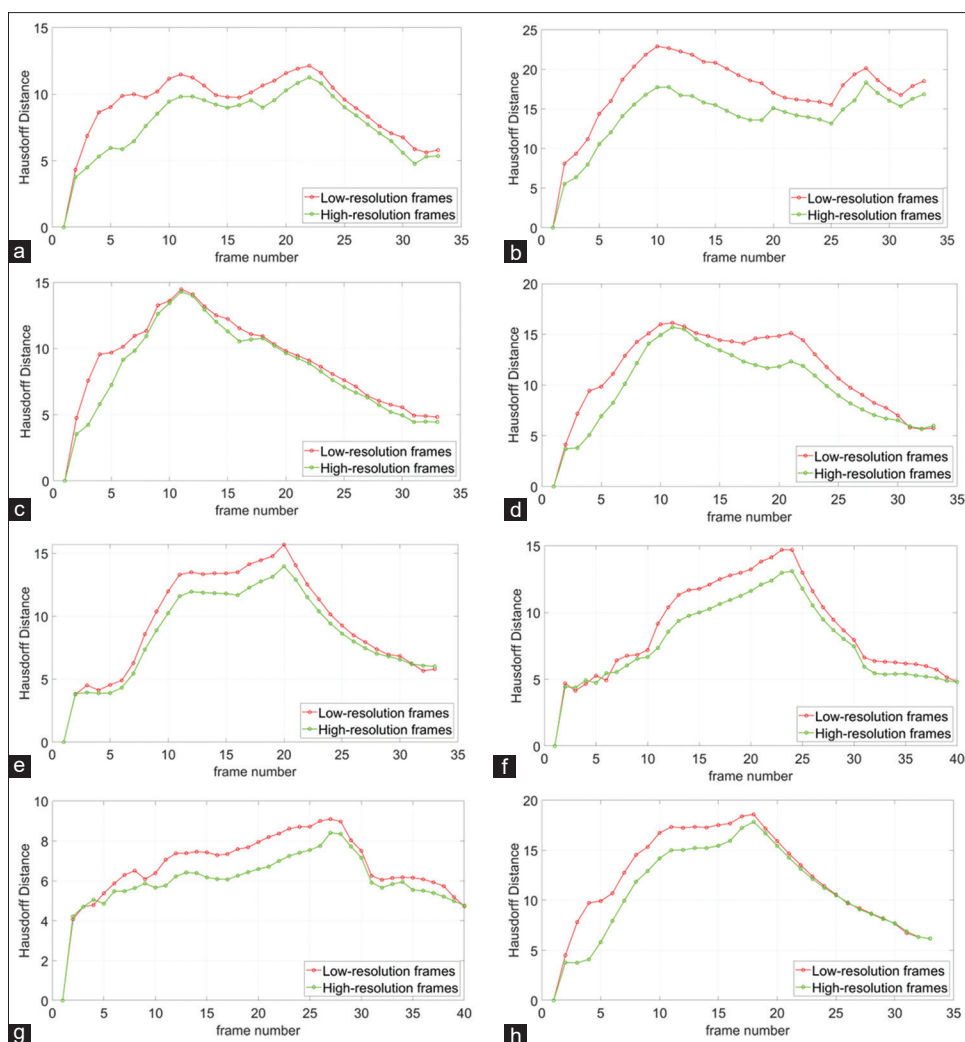 15
10
5
0
Hausdorff Distance
Low-resolution frames
High-resolution frames
0 5 10 15 20 25 30 35
frame number
a
25
20
15
10
5
0
Hausdorff Distance
Low-resolution frames
High-resolution frames
0 5 10 15 20 25 30 35
frame number
b
15
10
5
0
Hausdorff Distance
Low-resolution frames
High-resolution frames
0 5 10 15 20 25 30 35
frame number
c
20
15
10
5
0
Hausdorff Distance
Low-resolution frames
High-resolution frames
0 5 10 15 20 25 30 35
frame number
d
15
10
5
0
Hausdorff Distance
Low-resolution frames
High-resolution frames
0 5 10 15 20 25 30 35
frame number
e
15
10
5
0
Hausdorff Distance
Low-resolution frames
High-resolution frames
0 5 10 15 20 25 30 35 40
frame number
f
10
8
6
4
2
0
Hausdorff Distance
Low-resolution frames
High-resolution frames
0 5 10 15 20 25 30 35 40
frame number
g
20
15
10
5
0
Hausdorff Distance
Low-resolution frames
High-resolution frames
0 5 10 15 20 25 30 35
frame number
h